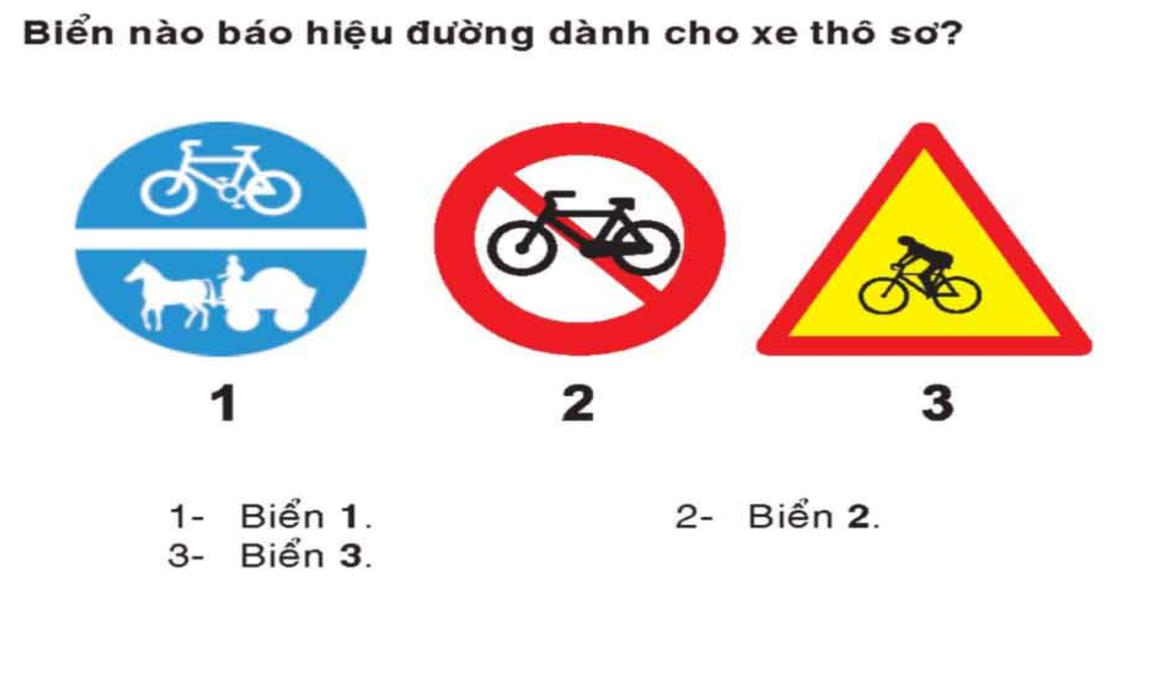 Biển nào báo hiệu đường dành cho xe thô sơ?
1 2 3
1- Biển 1. 2- Biển 2.
3- Biển 3.